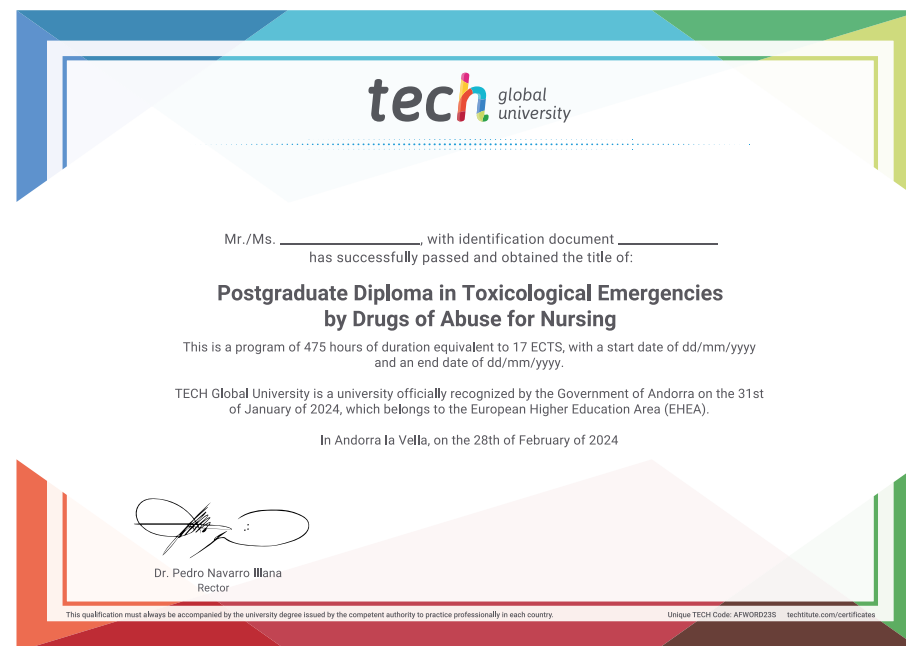 tech global university
Mr./Ms. ____________________, with identification document ______________
has successfully passed and obtained the title of:
Postgraduate Diploma in Toxicological Emergencies
by Drugs of Abuse for Nursing
This is a program of 475 hours of duration equivalent to 17 ECTS, with a start date of dd/mm/yyyy
and an end date of dd/mm/yyyy.
TECH Global University is a university officially recognized by the Government of Andorra on the 31st
of January of 2024, which belongs to the European Higher Education Area (EHEA).
In Andorra la Vella, on the 28th of February of 2024
Dr. Pedro Navarro Illana
Rector
This qualification must always be accompanied by the university degree issued by the competent authority to practice professionally in each country.
Unique TECH Code: AFWORD23S techtitute.com/certificates